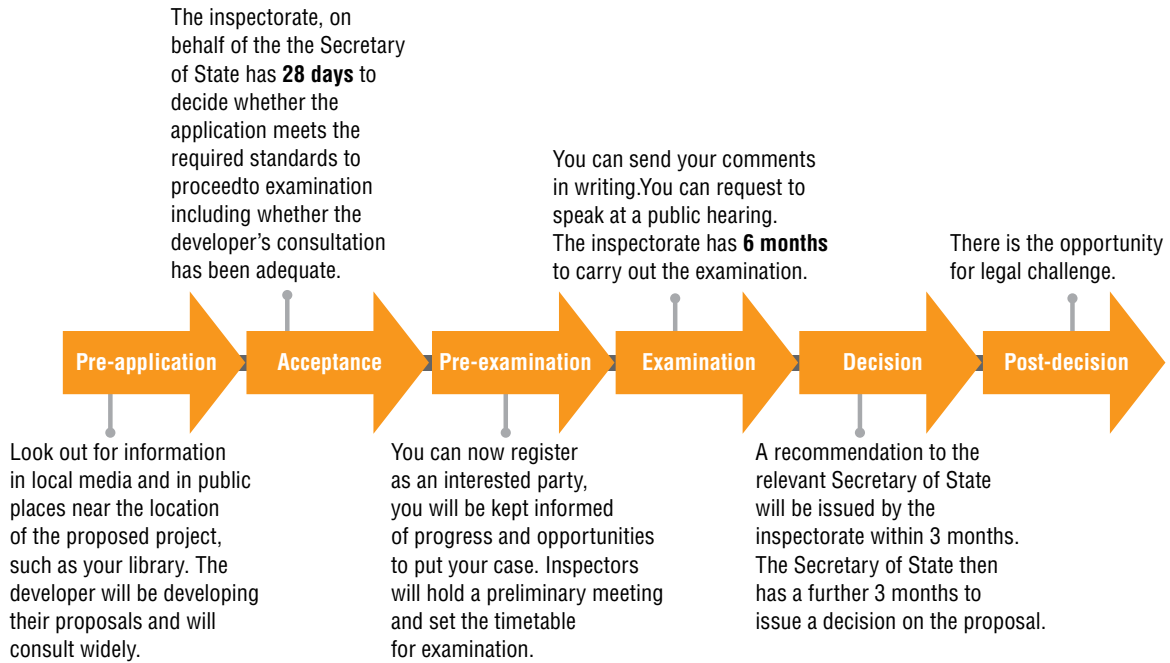 The inspectorate, on
behalf of the the Secretary
of State has 28 days to
decide whether the
application meets the
required standards to
proceedto examination
including whether the
developer’s consultation
has been adequate.
You can send your comments
in writing.You can request to
speak at a public hearing.
The inspectorate has 6 months
to carry out the examination.
There is the opportunity
for legal challenge.
Pre-application
Acceptance
Pre-examination
Examination
Decision
Post-decision
Look out for information
in local media and in public
places near the location
of the proposed project,
such as your library. The
developer will be developing
their proposals and will
consult widely.
You can now register
as an interested party,
you will be kept informed
of progress and opportunities
to put your case. Inspectors
will hold a preliminary meeting
and set the timetable
for examination.
A recommendation to the
relevant Secretary of State
will be issued by the
inspectorate within 3 months.
The Secretary of State then
has a further 3 months to
issue a decision on the proposal.